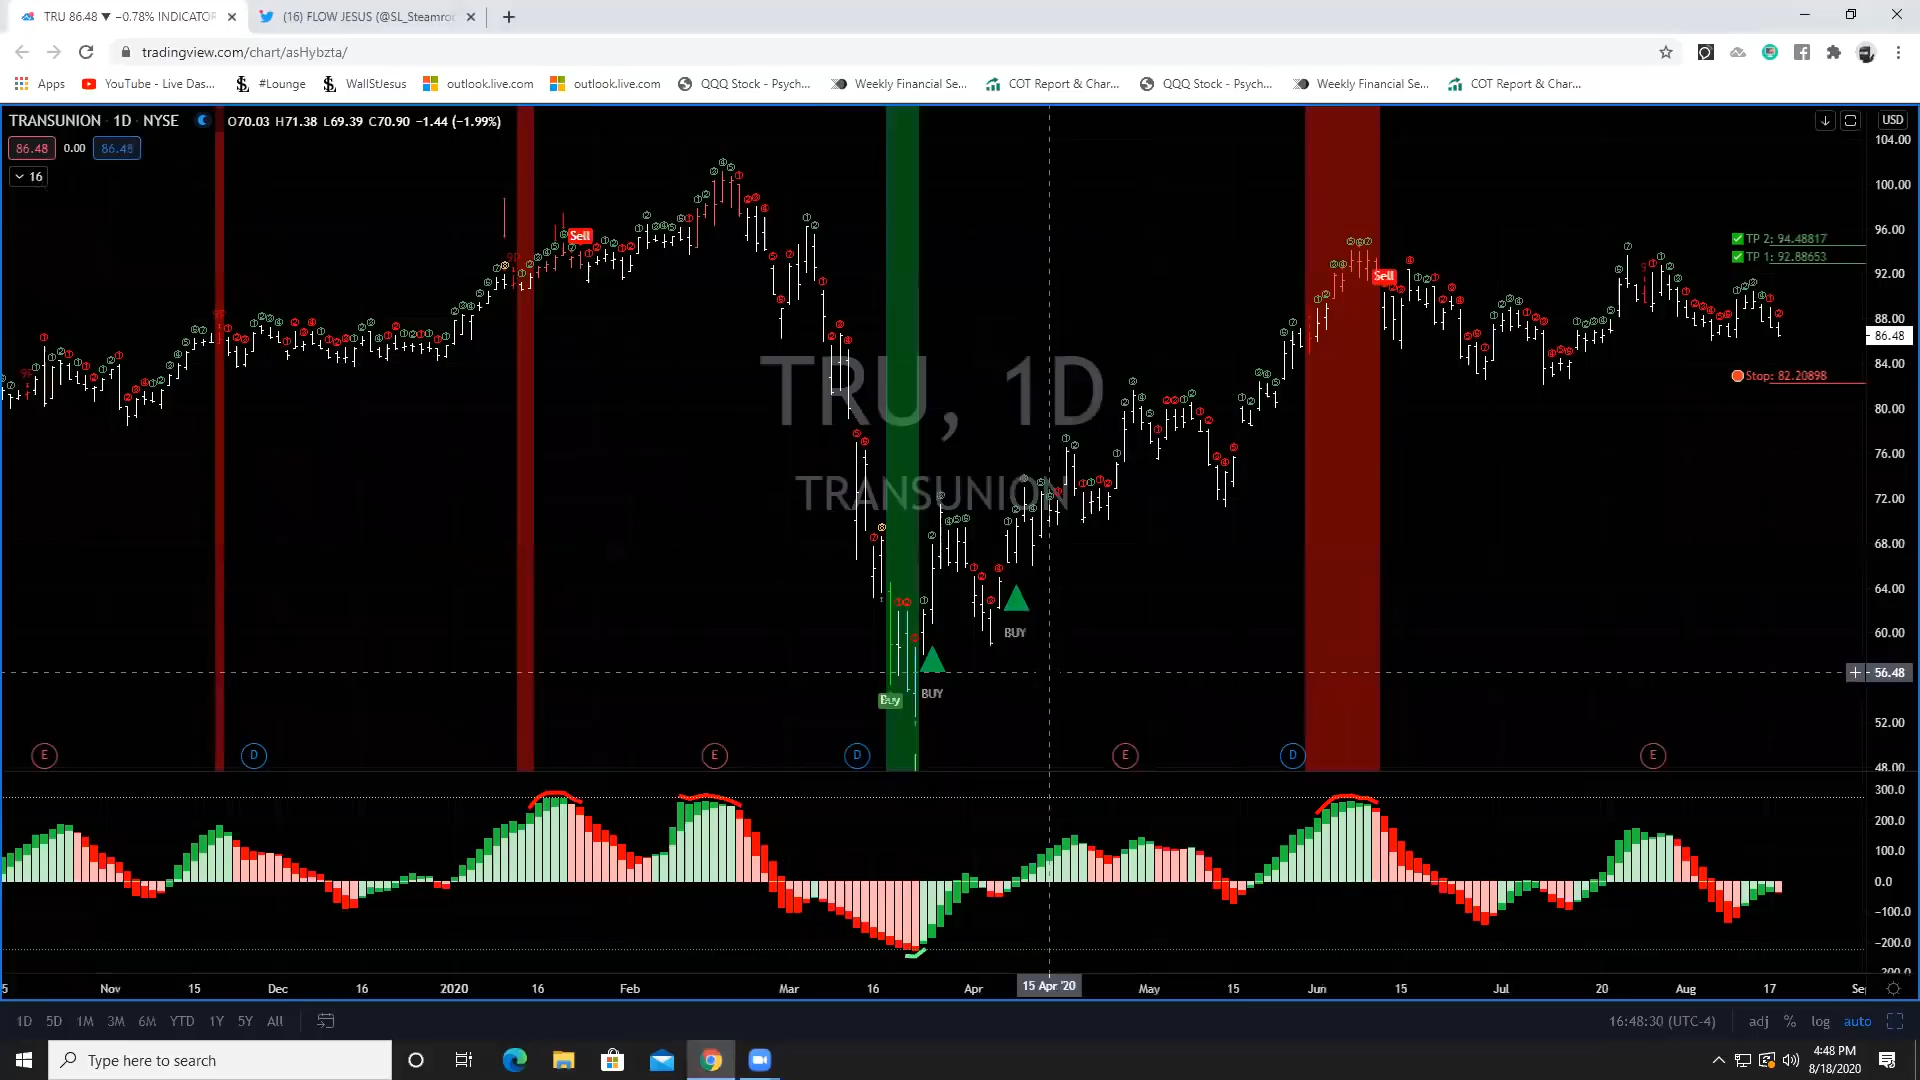 TRU 86.48 ▼ −0.78% INDICATOR
(16) FLOW JESUS (@SL_Steamroo
tradingview.com/chart/asHybzta/
Apps
YouTube - Live Das...
#Lounge
WallStJesus
outlook.live.com
outlook.live.com
QQQ Stock - Psych...
Weekly Financial Se...
COT Report & Char...
QQQ Stock - Psych...
Weekly Financial Se...
COT Report & Char...
TRANSUNION 1D NYSE
O70.03 H71.38 L69.39 C70.90 −1.44 (−1.99%)
86.48 0.00 86.48
16
USD
104.00
100.00
96.00
92.00
88.00
86.48
84.00
80.00
76.00
72.00
68.00
64.00
60.00
56.48
52.00
48.00
Sell
Sell
TP 2: 94.48817
TP 1: 92.88653
Stop: 82.20898
TRU, 1D
TRANSUNION
BUY
BUY
Buy
E
D
E
D
E
D
E
300.0
200.0
100.0
0.0
−100.0
−200.0
Nov
15
Dec
16
2020
16
Feb
Mar
16
Apr
15 Apr '20
May
15
Jun
15
Jul
20
Aug
17
1D 5D 1M 3M 6M YTD 1Y 5Y All
16:48:30 (UTC-4)
adj % log auto
Type here to search
4:48 PM
8/18/2020